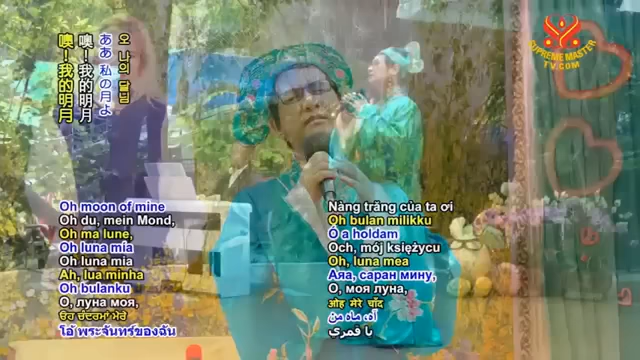 오 나의 달님
ああ 私の月よ
噢!我的明月
噢!我的明月
SUPREME MASTER
TV.COM
Oh moon of mine
Oh du, mein Mond,
Oh ma lune,
Oh luna mía
Oh luna mia
Ah, lua minha
Oh bulanku
О, луна моя,
ਓਹ ਚੰਦਰਮਾ ਮੇਰੇ
โอ้ พระจันทร์ของฉัน
Nàng trăng của ta ơi
Oh bulan milikku
Ó a holdam
Och, mój księżycu
Oh, luna mea
Аяа, саран мину,
О, моя луна,
ओह मेरे चाँद
آه، ماه من
يا قمري